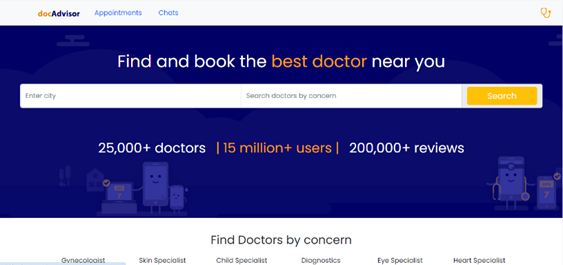 docAdvisor Appointments Chats
Find and book the best doctor near you
Enter city Search doctors by concern Search
25,000+ doctors | 15 million+ users | 200,000+ reviews
Find Doctors by concern
Gynecologist Skin Specialist Child Specialist Diagnostics Eye Specialist Heart Specialist